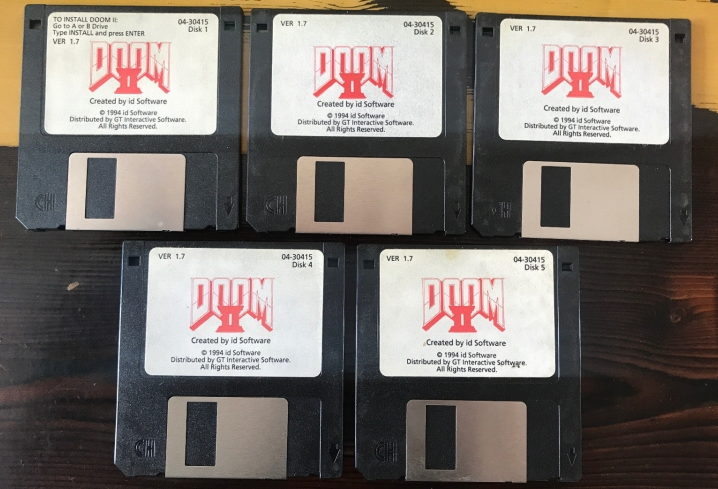 TO INSTALL DOOM II:
Go to A or B Drive
Type INSTALL and press ENTER
VER 1.7
04-30415
Disk 1
DOOM
II
Created by id Software
© 1994 id Software
Distributed by GT Interactive Software.
All Rights Reserved.
VER 1.7
04-30415
Disk 2
DOOM
II
Created by id Software
© 1994 id Software
Distributed by GT Interactive Software.
All Rights Reserved.
VER 1.7
04-30415
Disk 3
DOOM
II
Created by id Software
© 1994 id Software
Distributed by GT Interactive Software.
All Rights Reserved.
VER 1.7
04-30415
Disk 4
DOOM
II
Created by id Software
© 1994 id Software
Distributed by GT Interactive Software.
All Rights Reserved.
VER 1.7
04-30415
Disk 5
DOOM
II
Created by id Software
© 1994 id Software
Distributed by GT Interactive Software.
All Rights Reserved.